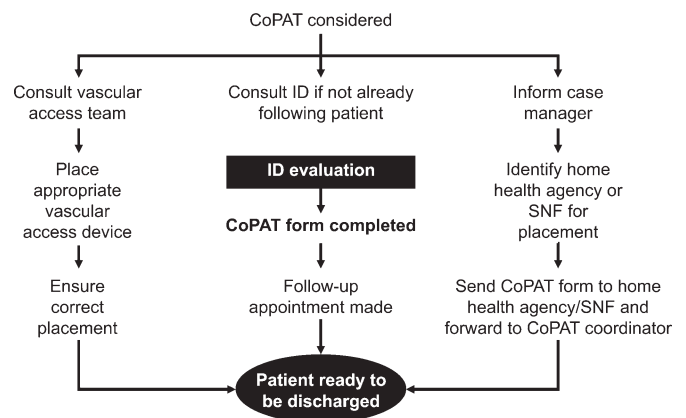 CoPAT considered
Consult vascular
access team
Consult ID if not already
following patient
Inform case
manager
Place
appropriate
vascular
access device
ID evaluation
CoPAT form completed
Identify home
health agency or
SNF for
placement
Ensure
correct
placement
Follow-up
appointment made
Send CoPAT form to home
health agency/SNF and
forward to CoPAT coordinator
Patient ready to
be discharged